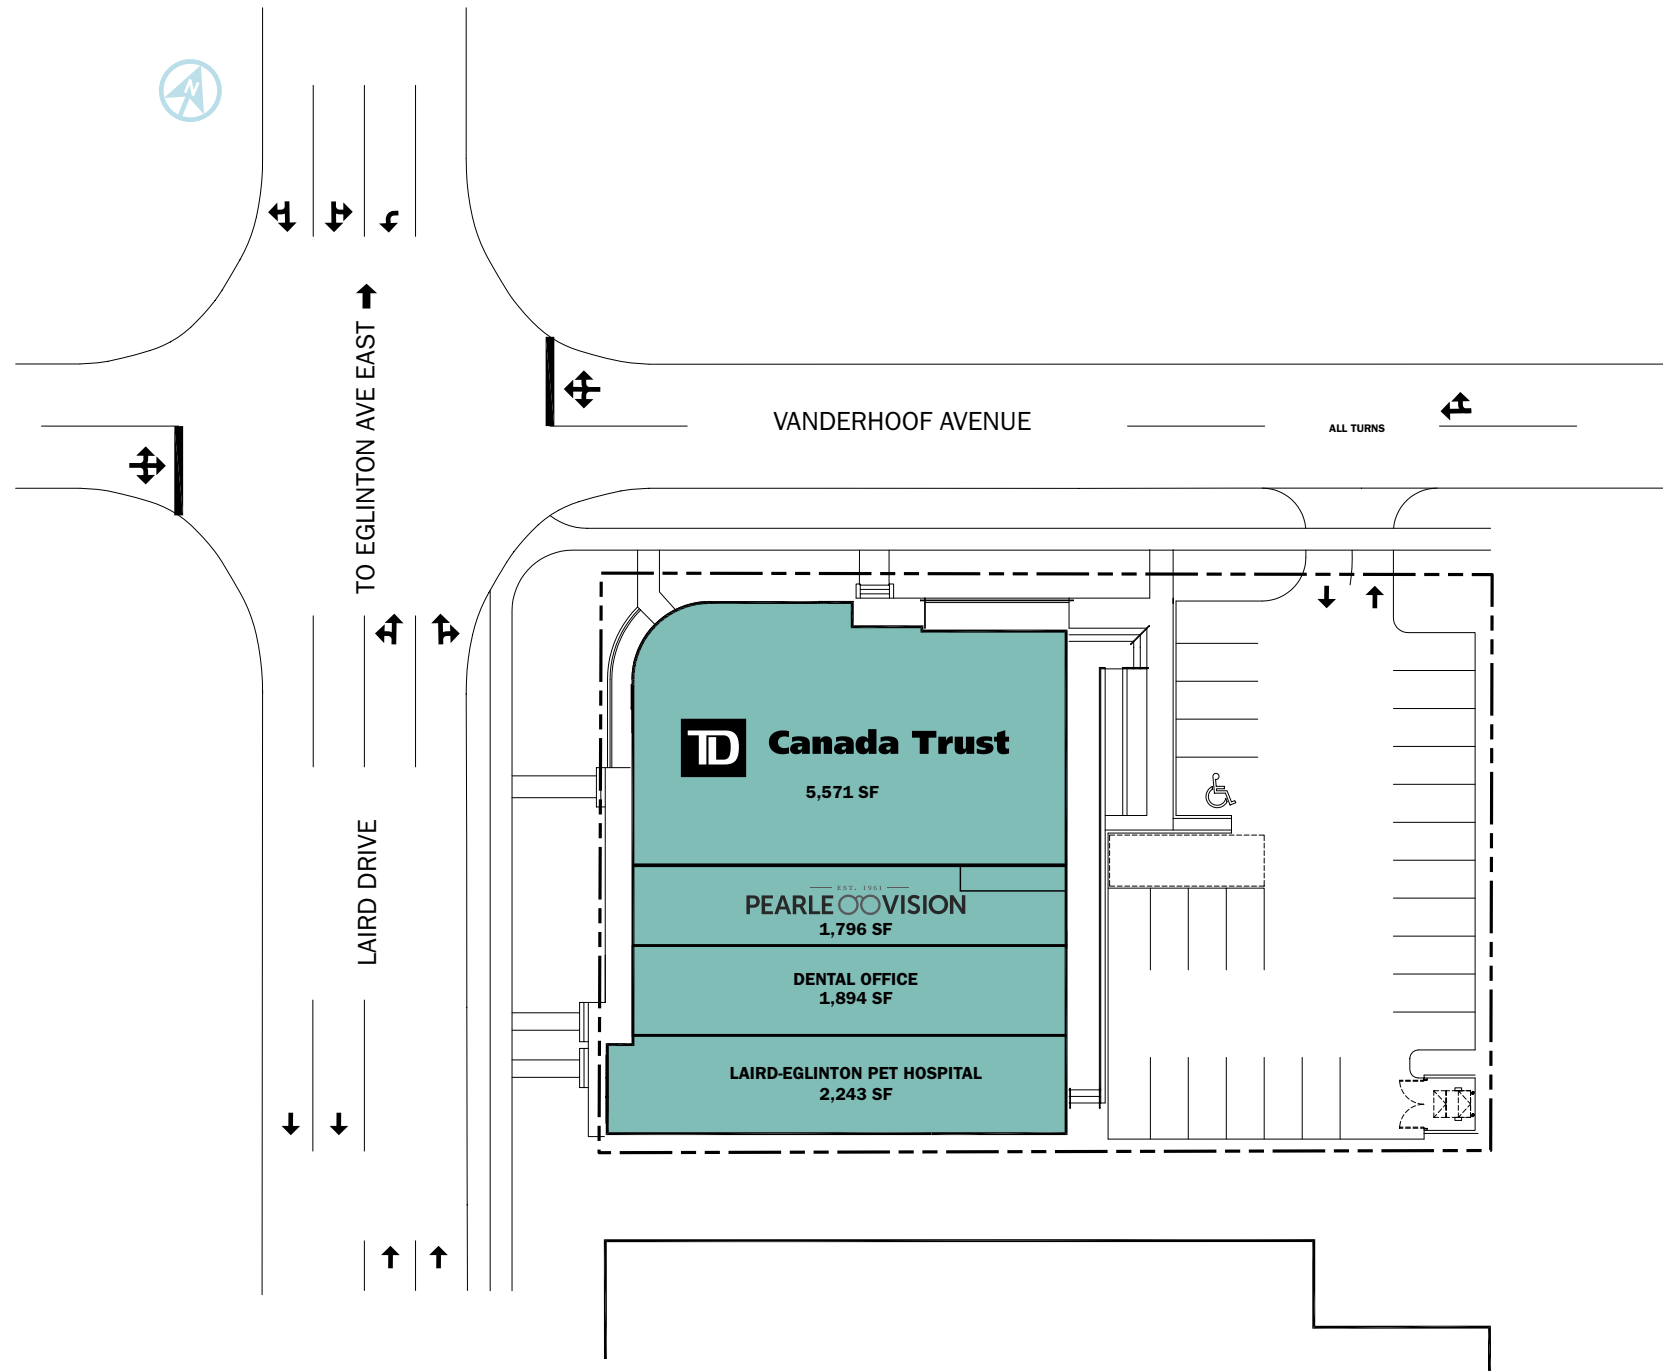 N
TO EGLINTON AVE EAST
VANDERHOOF AVENUE
ALL TURNS
LAIRD DRIVE
TD Canada Trust
5,571 SF
EST. 1961
PEARLE VISION
1,796 SF
DENTAL OFFICE
1,894 SF
LAIRD-EGLINTON PET HOSPITAL
2,243 SF